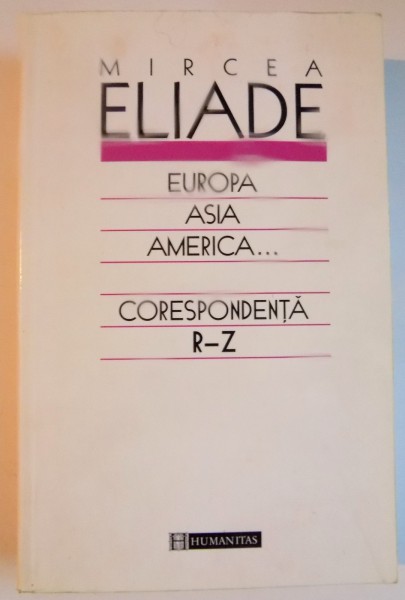 MIRCEA
ELIADE
EUROPA
ASIA
AMERICA...
CORESPONDENȚĂ
R–Z
HUMANITAS